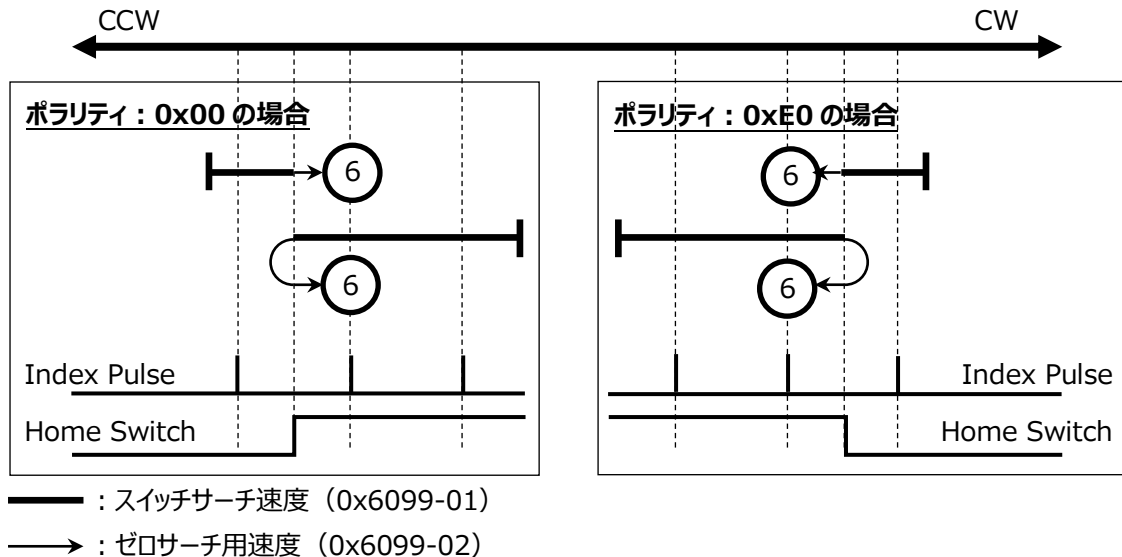 CCW CW
ポラリティ：0x00 の場合
6
6
Index Pulse
Home Switch
ポラリティ：0xE0 の場合
6
6
Index Pulse
Home Switch
：スイッチサーチ速度（0x6099-01）
：ゼロサーチ用速度（0x6099-02）